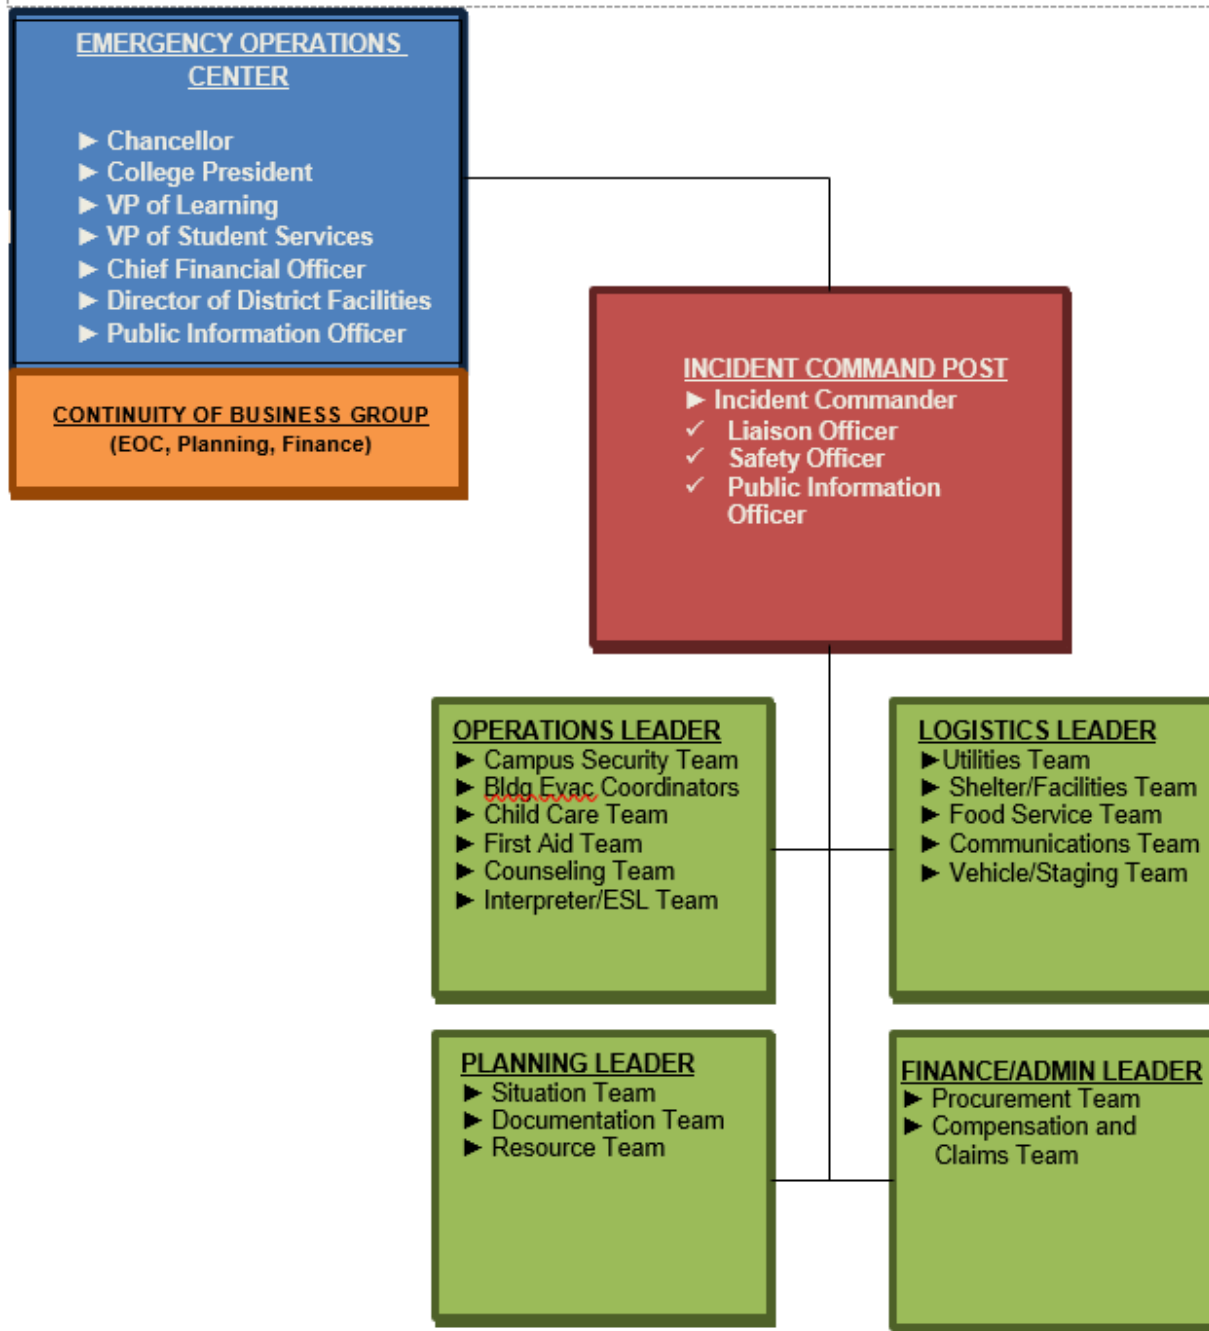 EMERGENCY OPERATIONS
CENTER
► Chancellor
► College President
► VP of Learning
► VP of Student Services
► Chief Financial Officer
► Director of District Facilities
► Public Information Officer
CONTINUITY OF BUSINESS GROUP
(EOC, Planning, Finance)
INCIDENT COMMAND POST
► Incident Commander
✓ Liaison Officer
✓ Safety Officer
✓ Public Information
Officer
OPERATIONS LEADER
► Campus Security Team
► Bldg Evac Coordinators
► Child Care Team
► First Aid Team
► Counseling Team
► Interpreter/ESL Team
LOGISTICS LEADER
►Utilities Team
► Shelter/Facilities Team
► Food Service Team
► Communications Team
► Vehicle/Staging Team
PLANNING LEADER
► Situation Team
► Documentation Team
► Resource Team
FINANCE/ADMIN LEADER
► Procurement Team
► Compensation and
Claims Team